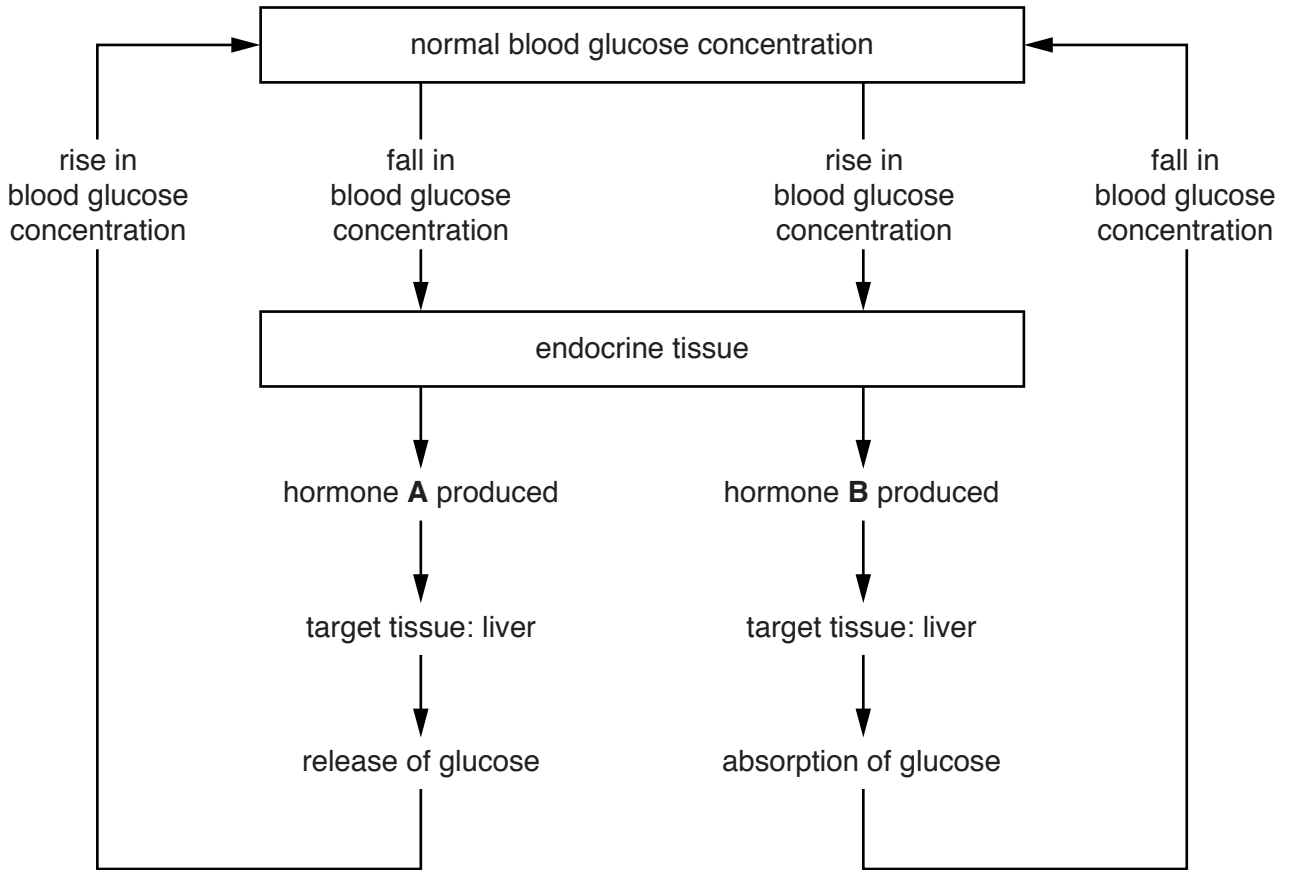 normal blood glucose concentration
rise in
blood glucose
concentration
fall in
blood glucose
concentration
rise in
blood glucose
concentration
fall in
blood glucose
concentration
endocrine tissue
hormone A produced
hormone B produced
target tissue: liver
target tissue: liver
release of glucose
absorption of glucose